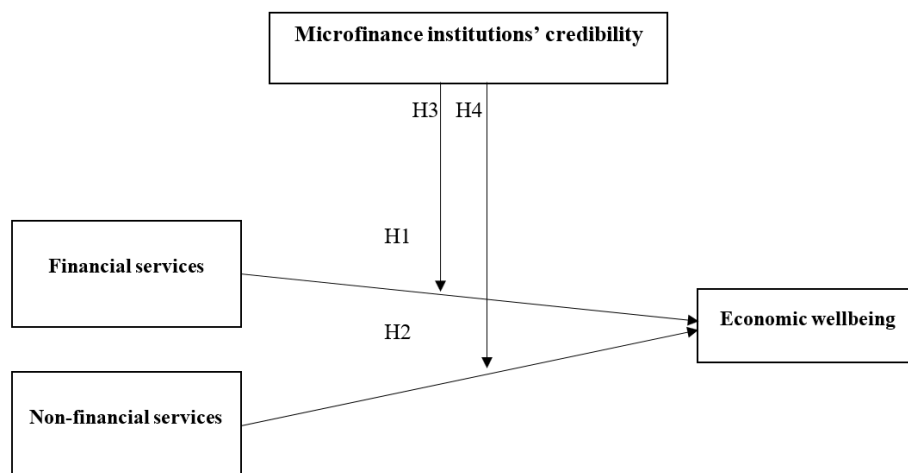 Microfinance institutions’ credibility
H3 H4
H1
Financial services
Economic wellbeing
H2
Non-financial services